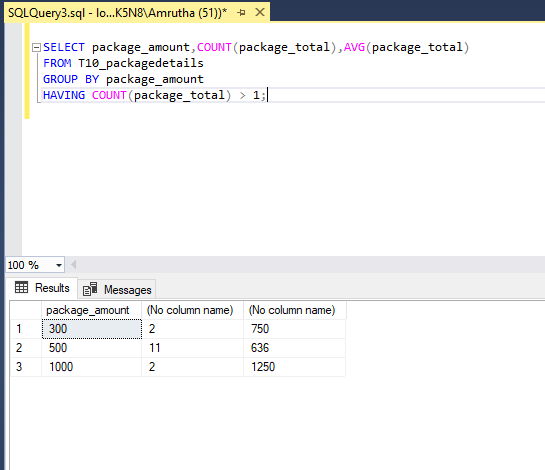 SQLQuery3.sql - lo...K5N8\Amrutha (51))*
SELECT package_amount,COUNT(package_total),AVG(package_total)
FROM T10_packagedetails
GROUP BY package_amount
HAVING COUNT(package_total) > 1;
100 %
Results Messages
package_amount (No column name) (No column name)
1 300 2 750
2 500 11 636
3 1000 2 1250